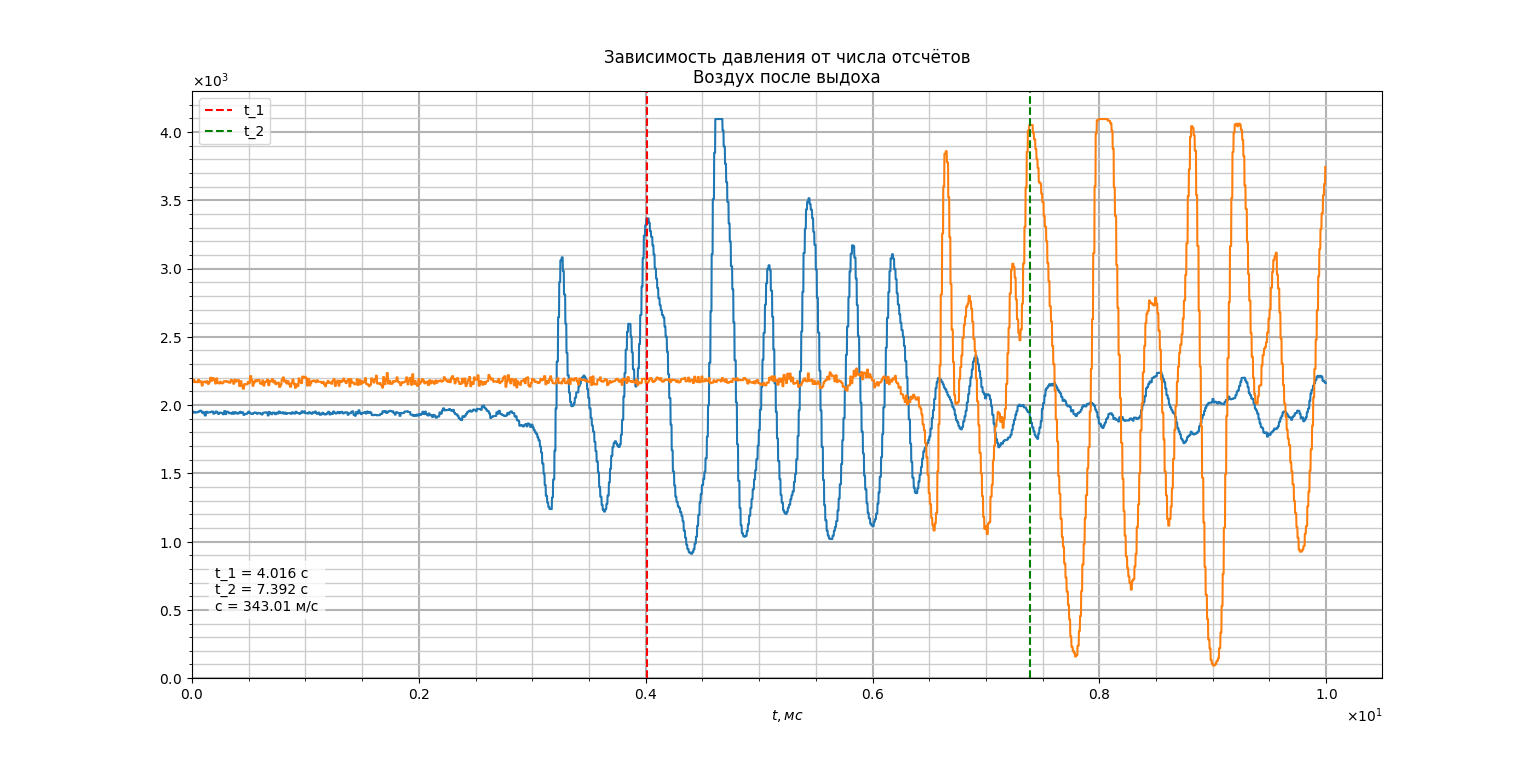 Зависимость давления от числа отсчётов
Воздух после выдоха
×10³
t_1
t_2
4.0
3.5
3.0
2.5
2.0
1.5
1.0
0.5
0.0
t_1 = 4.016 с
t_2 = 7.392 с
c = 343.01 м/с
0.0 0.2 0.4 0.6 0.8 1.0
t, мс
×10¹